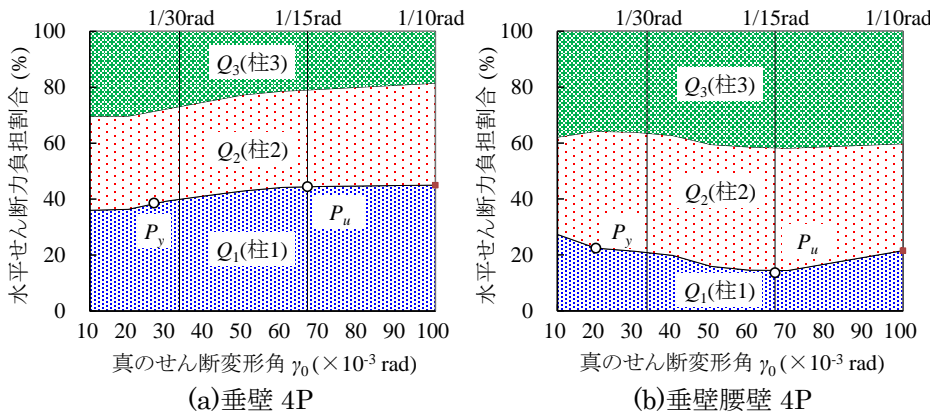 1/30rad 1/15rad 1/10rad
水平せん断力負担割合 (%)
100
80
60
40
20
0
Q3(柱3)
Q2(柱2)
Py
Pu
Q1(柱1)
10 20 30 40 50 60 70 80 90 100
真のせん断変形角 γ0 (×10-3 rad)
(a)垂壁 4P
1/30rad 1/15rad 1/10rad
水平せん断力負担割合 (%)
100
80
60
40
20
0
Q3(柱3)
Q2(柱2)
Py
Pu
Q1(柱1)
10 20 30 40 50 60 70 80 90 100
真のせん断変形角 γ0 (×10-3 rad)
(b)垂壁腰壁 4P